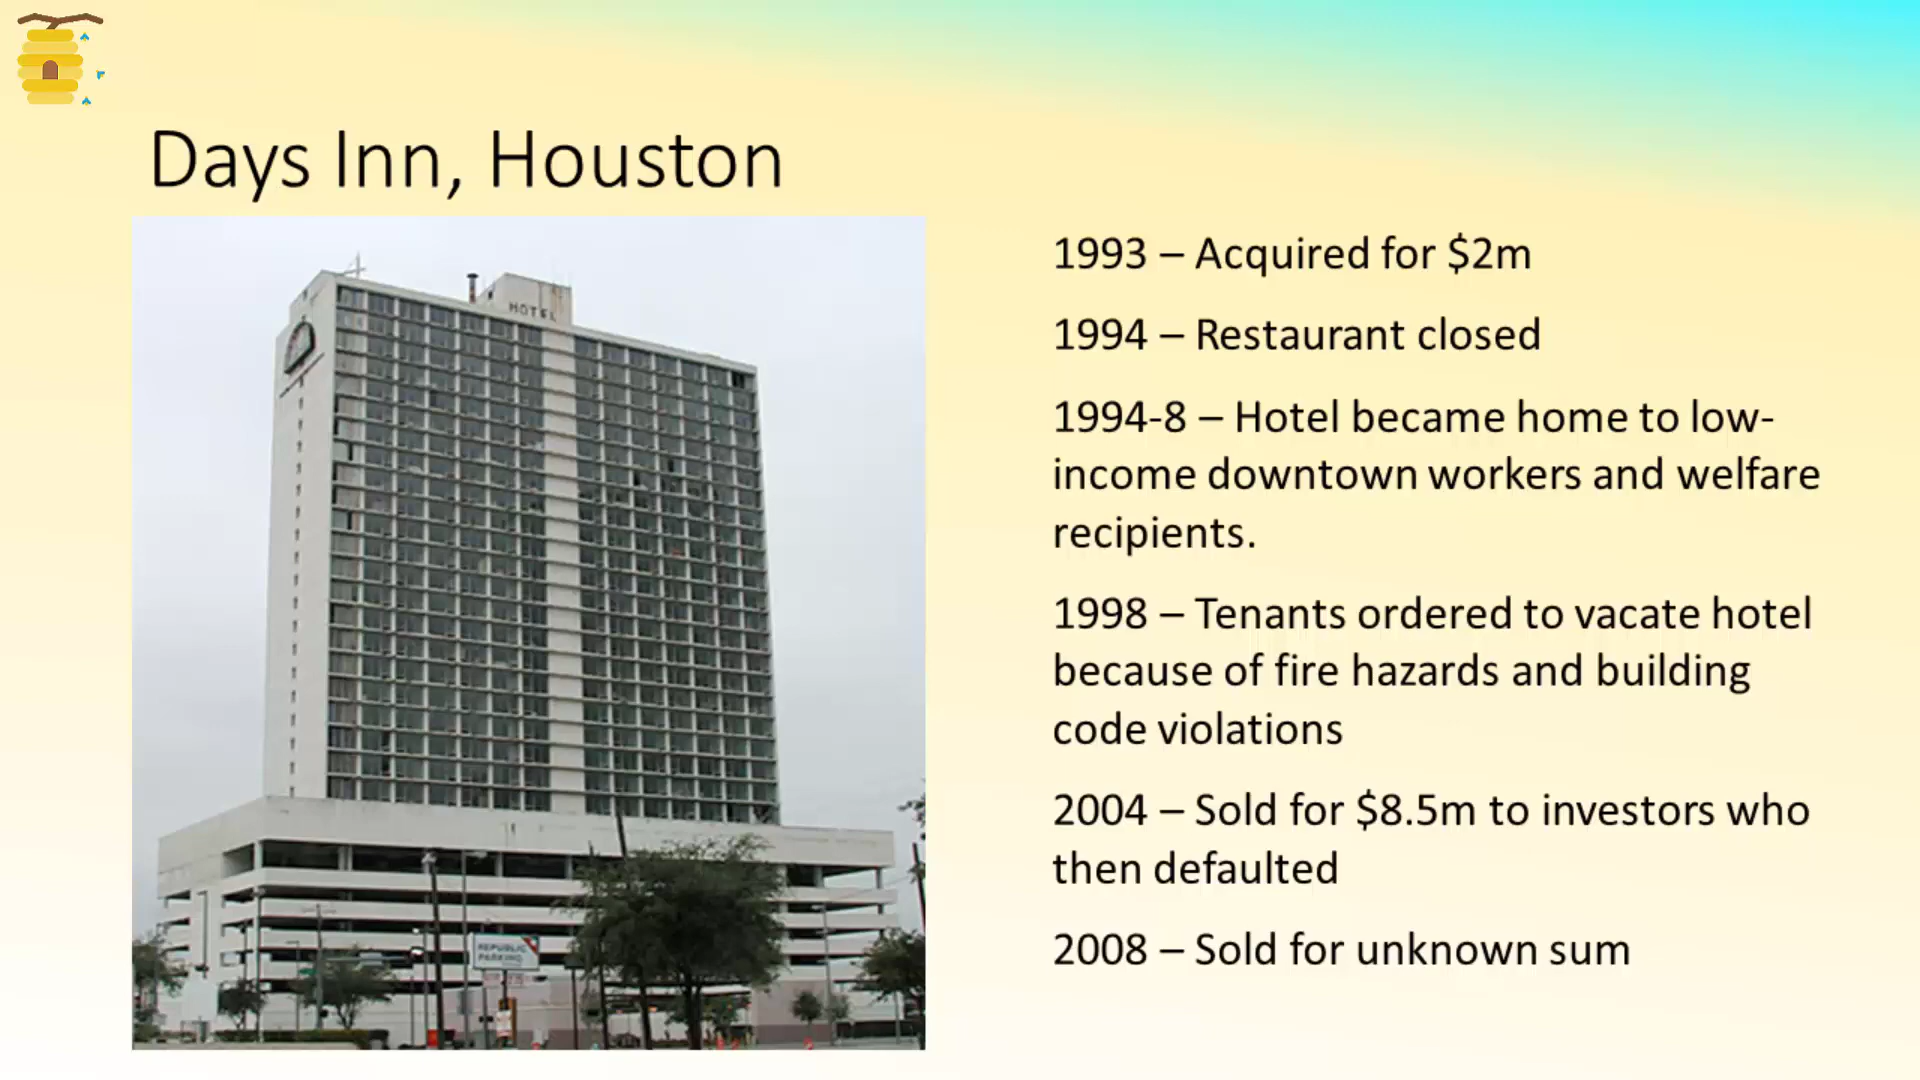 Days Inn, Houston
HOTEL
REPUBLIC
PARKING
1993 – Acquired for $2m
1994 – Restaurant closed
1994-8 – Hotel became home to low-
income downtown workers and welfare
recipients.
1998 – Tenants ordered to vacate hotel
because of fire hazards and building
code violations
2004 – Sold for $8.5m to investors who
then defaulted
2008 – Sold for unknown sum